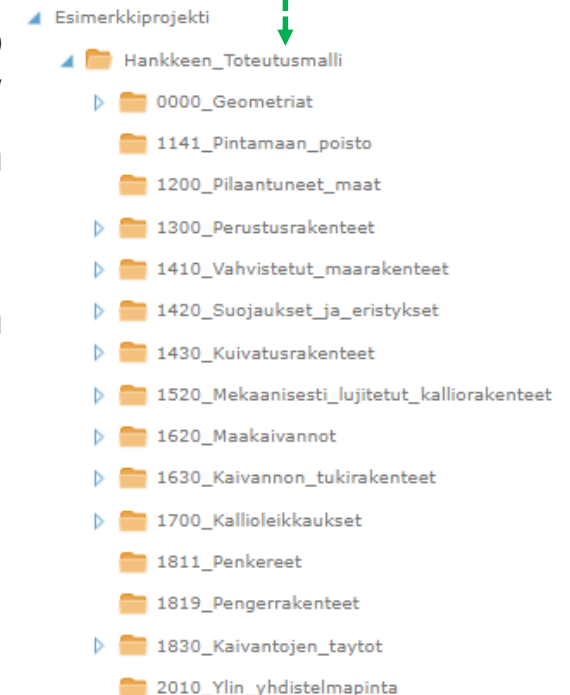 Esimerkkiprojekti
Hankkeen_Toteutusmalli
0000_Geometriat
1141_Pintamaan_poisto
1200_Pilaantuneet_maat
1300_Perustusrakenteet
1410_Vahvistetut_maarakenteet
1420_Suojaukset_ja_eristykset
1430_Kuivatusrakenteet
1520_Mekaanisesti_lujitetut_kalliorakenteet
1620_Maakaivannot
1630_Kaivannon_tukirakenteet
1700_Kallioleikkaukset
1811_Penkereet
1819_Pengerrakenteet
1830_Kaivantojen_taytot
2010_Ylin_yhdistelmapinta